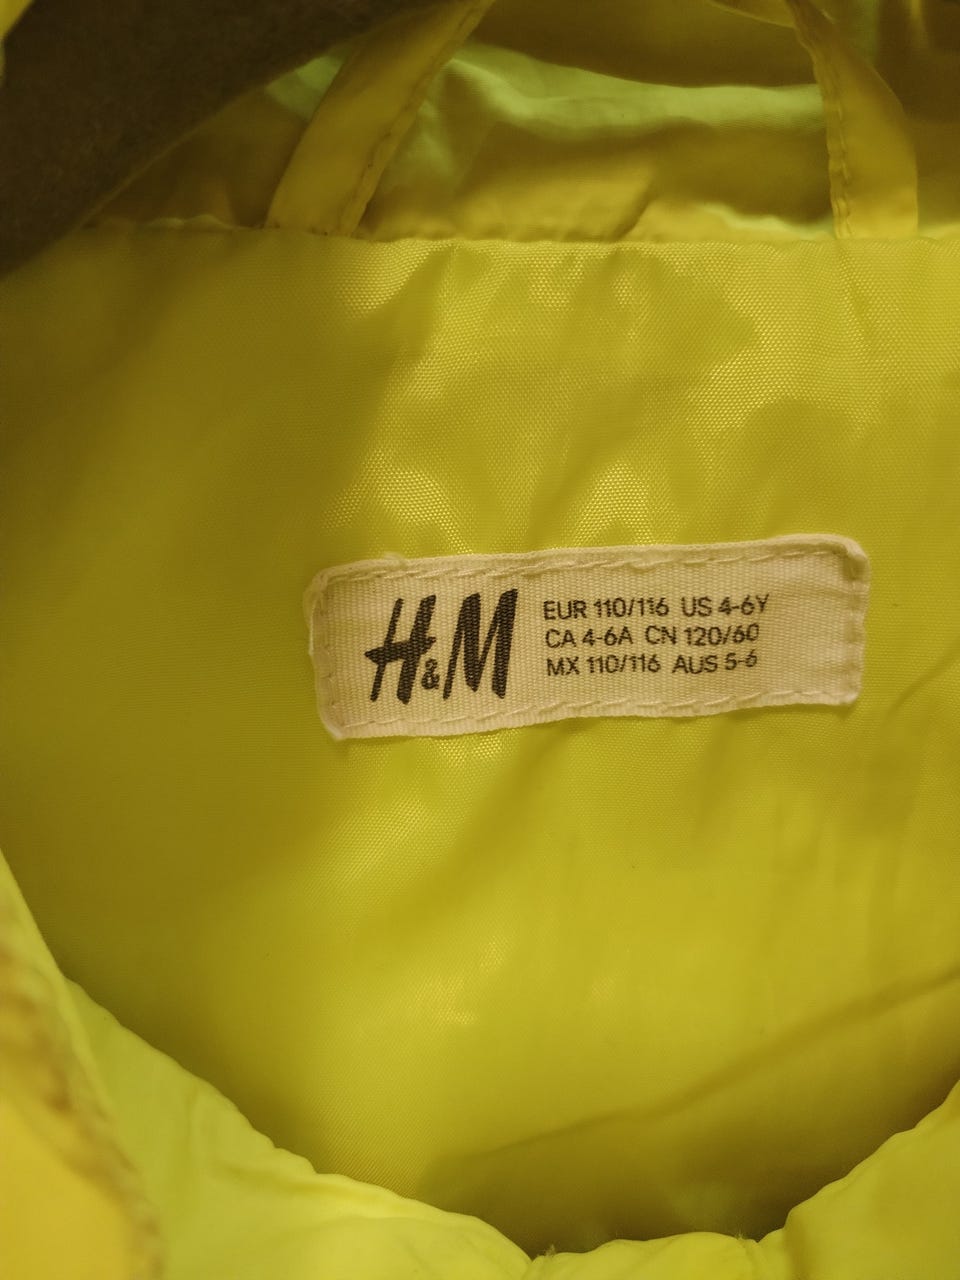 H&M
EUR 110/116 US 4-6Y
CA 4-6A CN 120/60
MX 110/116 AUS 5-6